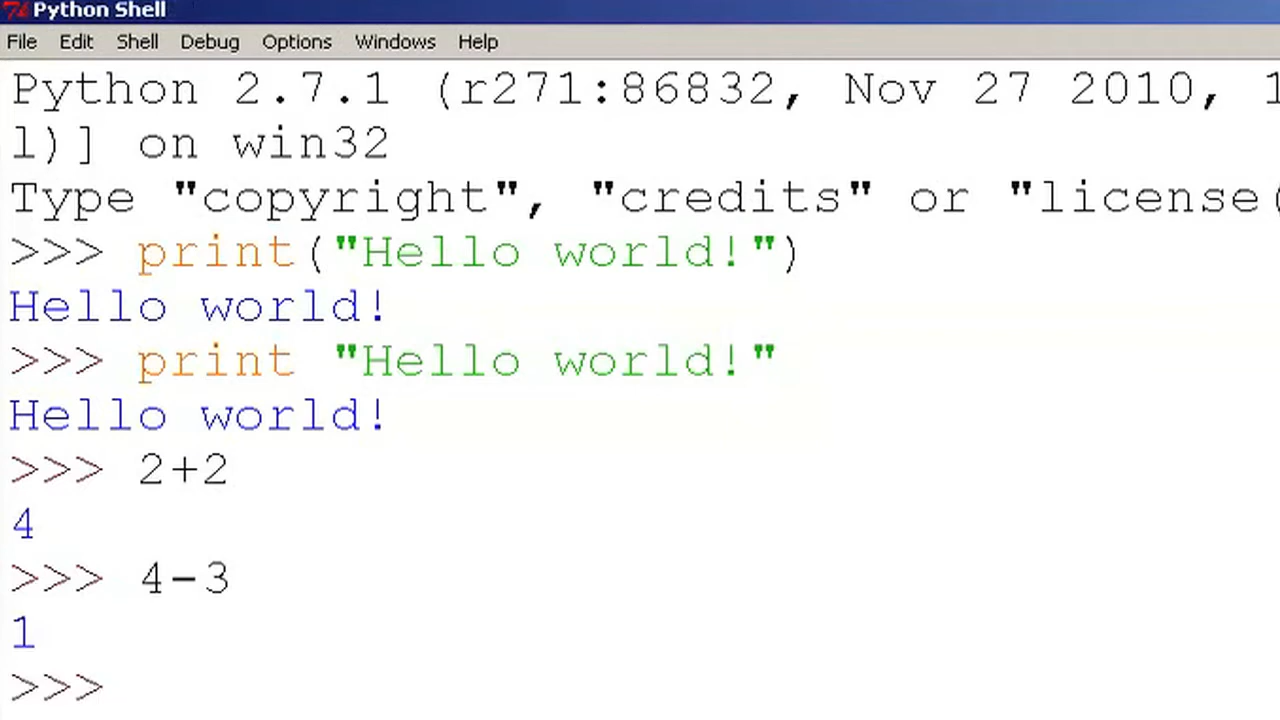 Python Shell
File Edit Shell Debug Options Windows Help
Python 2.7.1 (r271:86832, Nov 27 2010, 1
l)] on win32
Type "copyright", "credits" or "license(
>>> print("Hello world!")
Hello world!
>>> print "Hello world!"
Hello world!
>>> 2+2
4
>>> 4-3
1
>>>